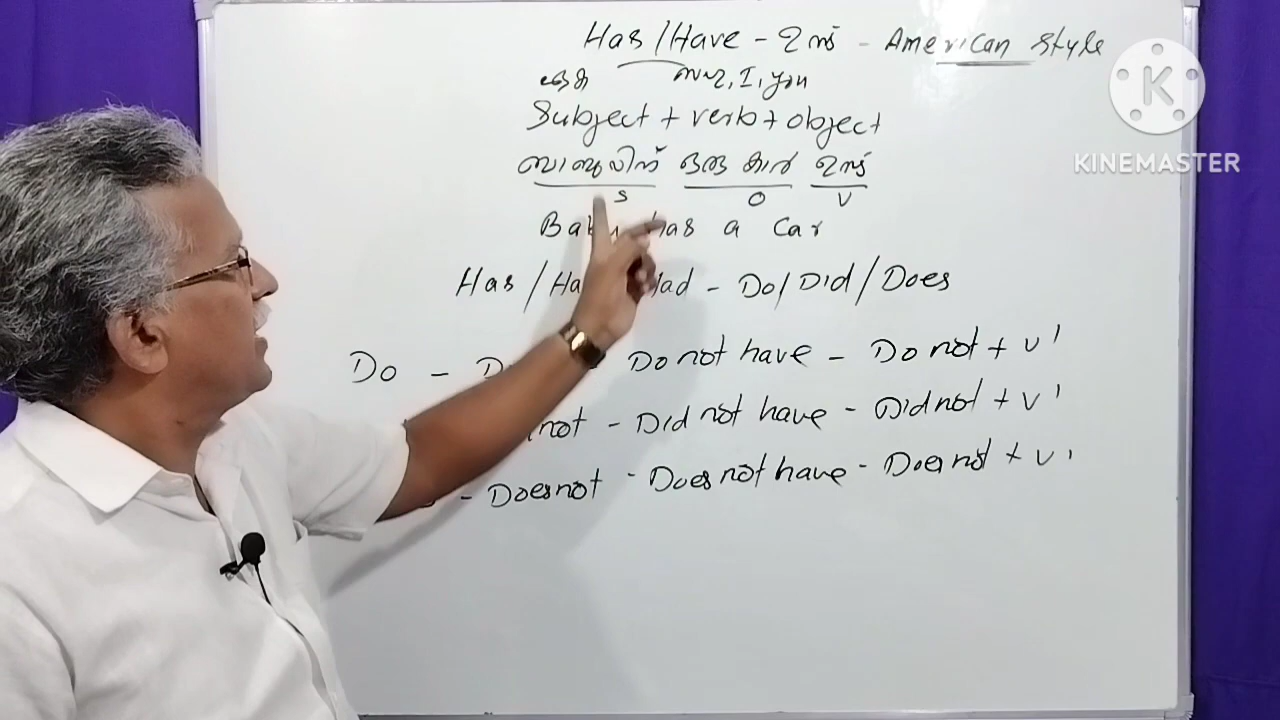 Has / Have - ഉണ്ട് - American Style
ഏക ബഹു, I, you
Subject + verb + object
ബാബുവിന് ഒരു കാർ ഉണ്ട്
S O V
Has a Car
Has / Had - Do / Did / Does
Do - Do not have - Do not + V1
not - Did not have - Did not + V1
- Does not - Does not have - Does not + V1
K
KINEMASTER